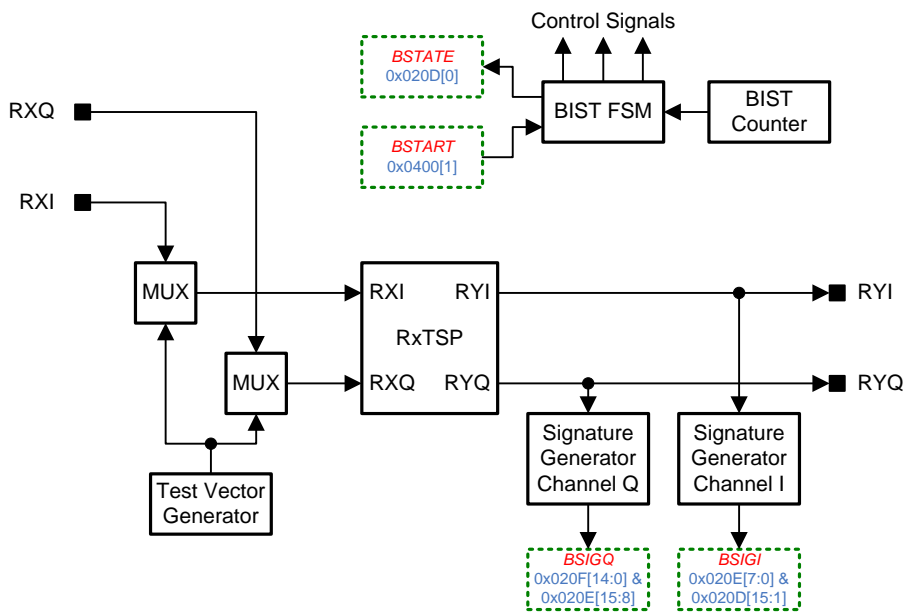 Control Signals
BSTATE
0x020D[0]
BIST FSM
BIST
Counter
BSTART
0x0400[1]
RXQ
RXI
MUX
MUX
RXI
RYI
RxTSP
RXQ
RYQ
RYI
RYQ
Test Vector
Generator
Signature
Generator
Channel Q
Signature
Generator
Channel I
BSIGQ
0x020F[14:0] &
0x020E[15:8]
BSIGI
0x020E[7:0] &
0x020D[15:1]